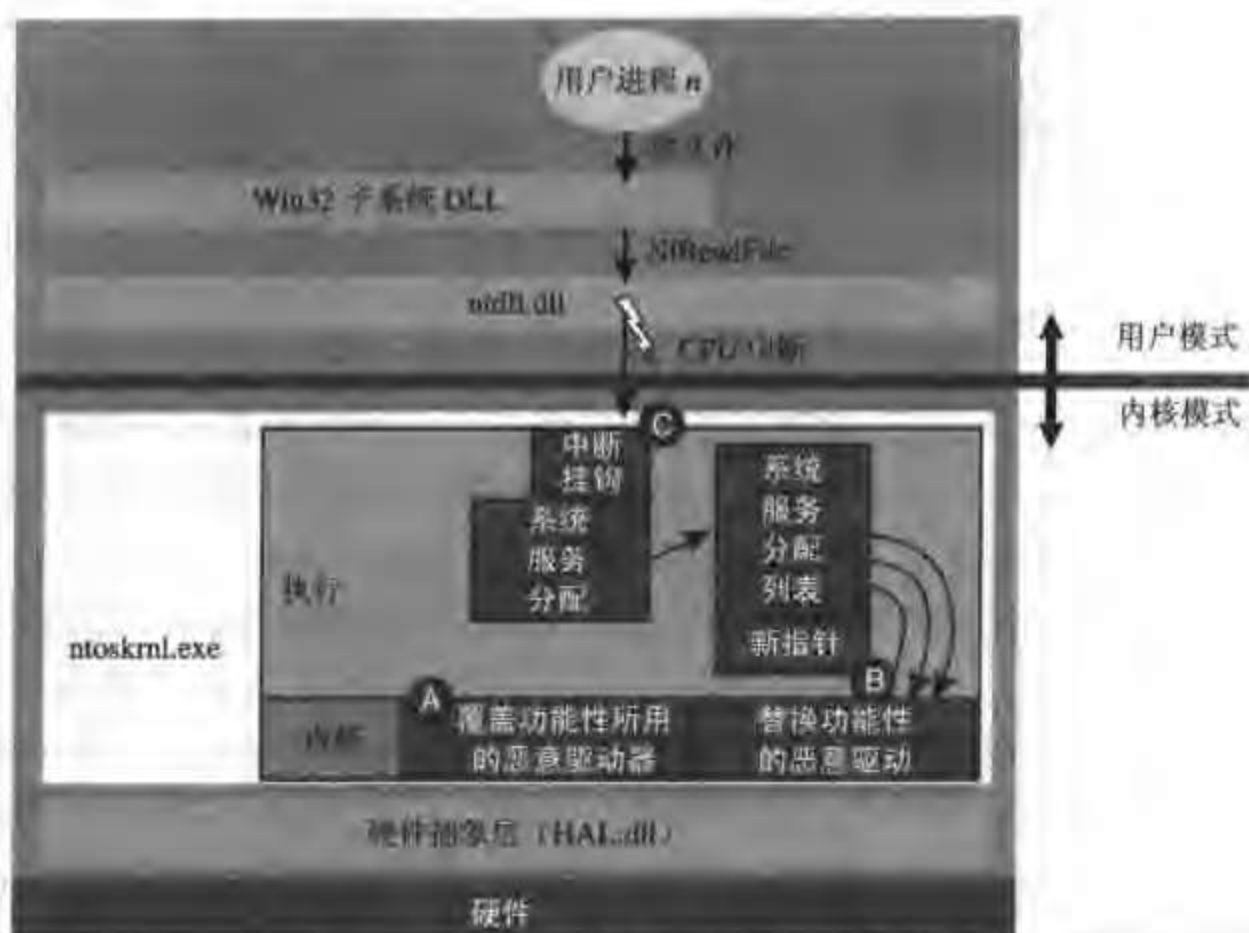 用户进程 n
读文件
Win32 子系统 DLL
NtReadFile
ntdll.dll
CPU 中断
用户模式
内核模式
C
中断
挂钩
系统
服务
分配
系统
服务
分配
列表
新指针
执行
ntoskrnl.exe
A
B
内核
覆盖功能性所用
的恶意驱动器
替换功能性
的恶意驱动
硬件抽象层（HAL.dll）
硬件